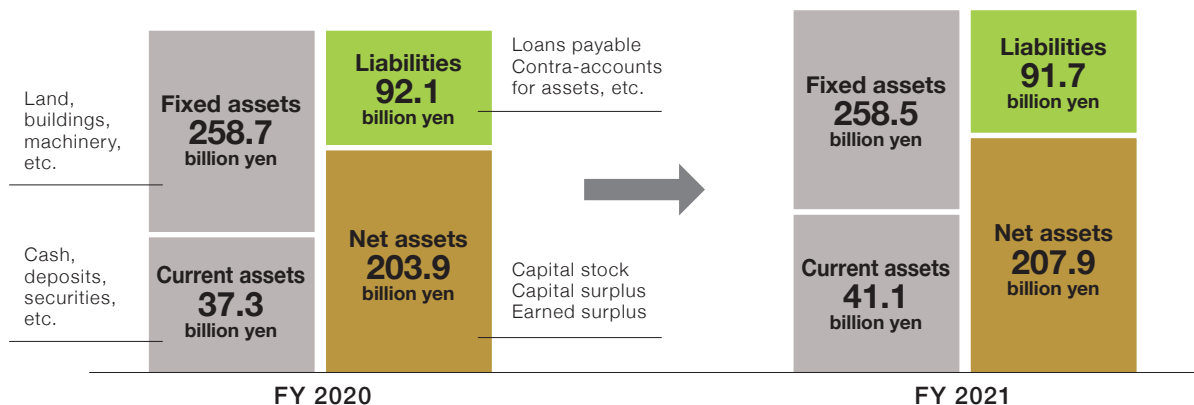 Land,
buildings,
machinery,
etc.
Fixed assets
258.7
billion yen
Liabilities
92.1
billion yen
Loans payable
Contra-accounts
for assets, etc.
Cash,
deposits,
securities,
etc.
Current assets
37.3
billion yen
Net assets
203.9
billion yen
Capital stock
Capital surplus
Earned surplus
FY 2020
Fixed assets
258.5
billion yen
Liabilities
91.7
billion yen
Current assets
41.1
billion yen
Net assets
207.9
billion yen
FY 2021